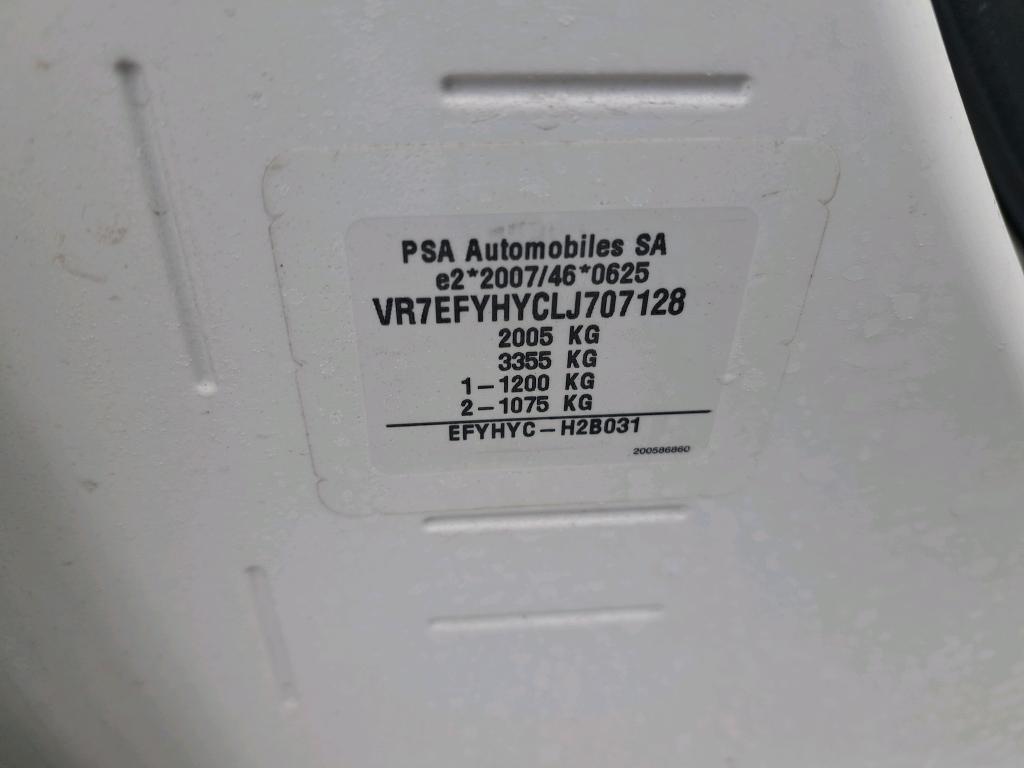 PSA Automobiles SA
e2*2007/46*0625
VR7EFYHYCLJ707128
2005 KG
3355 KG
1-1200 KG
2-1075 KG
EFYHYC-H2B031
200586860